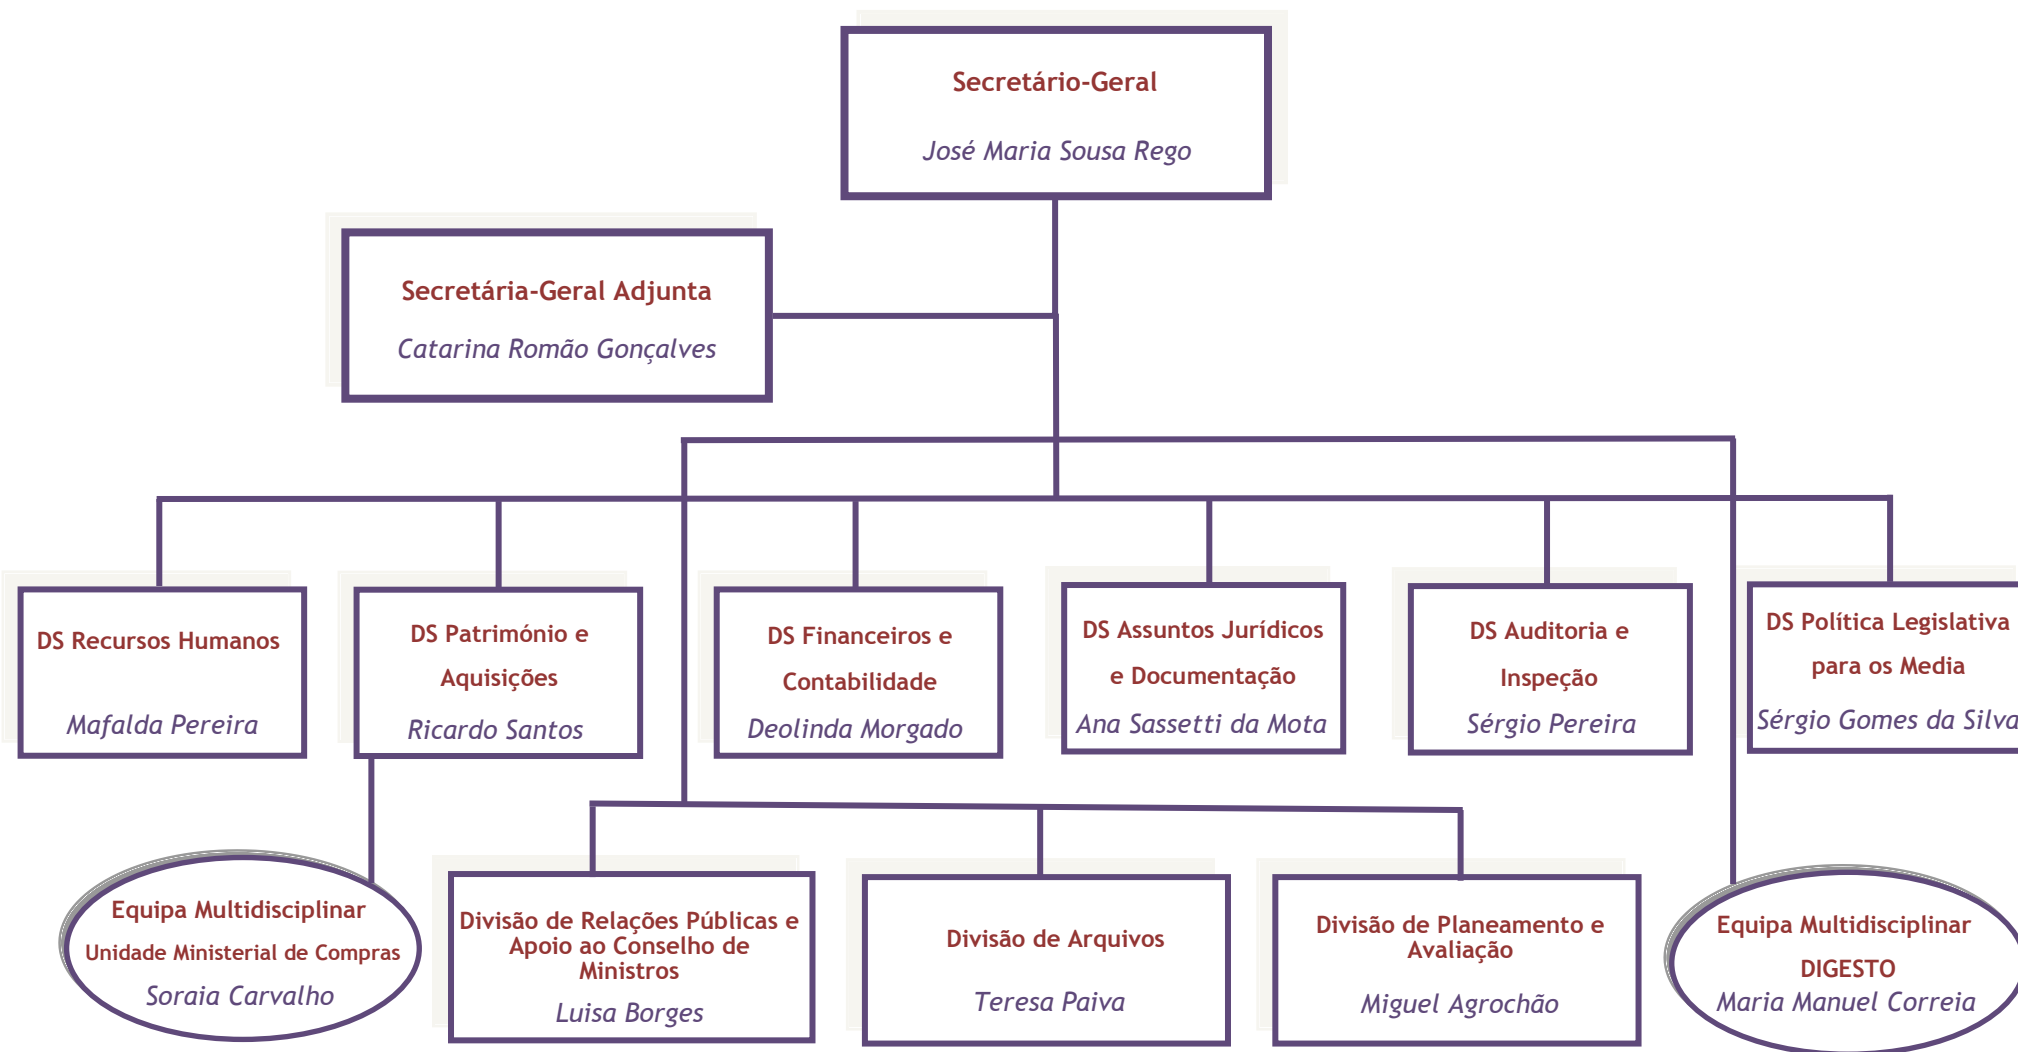 Secretário-Geral
José Maria Sousa Rego
Secretária-Geral Adjunta
Catarina Romão Gonçalves
DS Recursos Humanos
Mafalda Pereira
DS Património e
Aquisições
Ricardo Santos
DS Financeiros e
Contabilidade
Deolinda Morgado
DS Assuntos Jurídicos
e Documentação
Ana Sassetti da Mota
DS Auditoria e
Inspeção
Sérgio Pereira
DS Política Legislativa
para os Media
Sérgio Gomes da Silva
Equipa Multidisciplinar
Unidade Ministerial de Compras
Soraia Carvalho
Divisão de Relações Públicas e
Apoio ao Conselho de
Ministros
Luisa Borges
Divisão de Arquivos
Teresa Paiva
Divisão de Planeamento e
Avaliação
Miguel Agrochão
Equipa Multidisciplinar
DIGESTO
Maria Manuel Correia